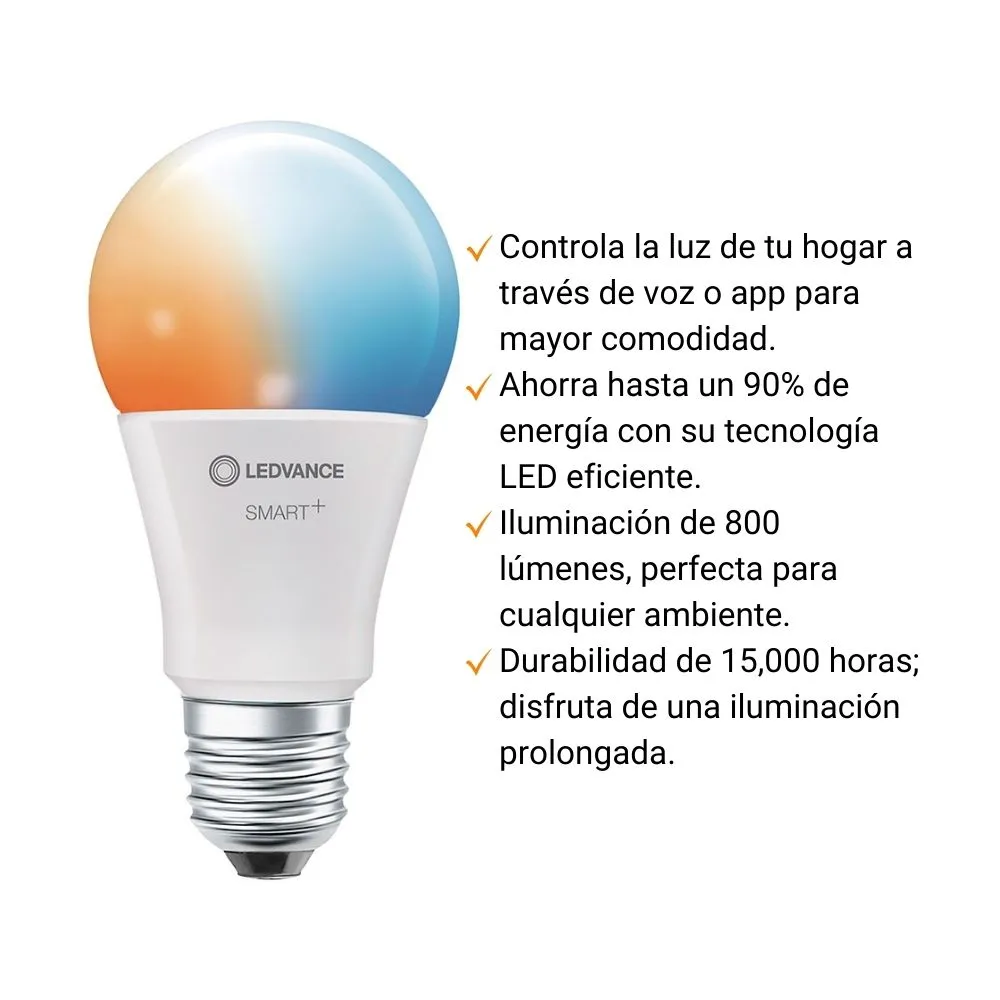 LEDVANCE
SMART+
Controla la luz de tu hogar a
través de voz o app para
mayor comodidad.
Ahorra hasta un 90% de
energía con su tecnología
LED eficiente.
Iluminación de 800
lúmenes, perfecta para
cualquier ambiente.
Durabilidad de 15,000 horas;
disfruta de una iluminación
prolongada.